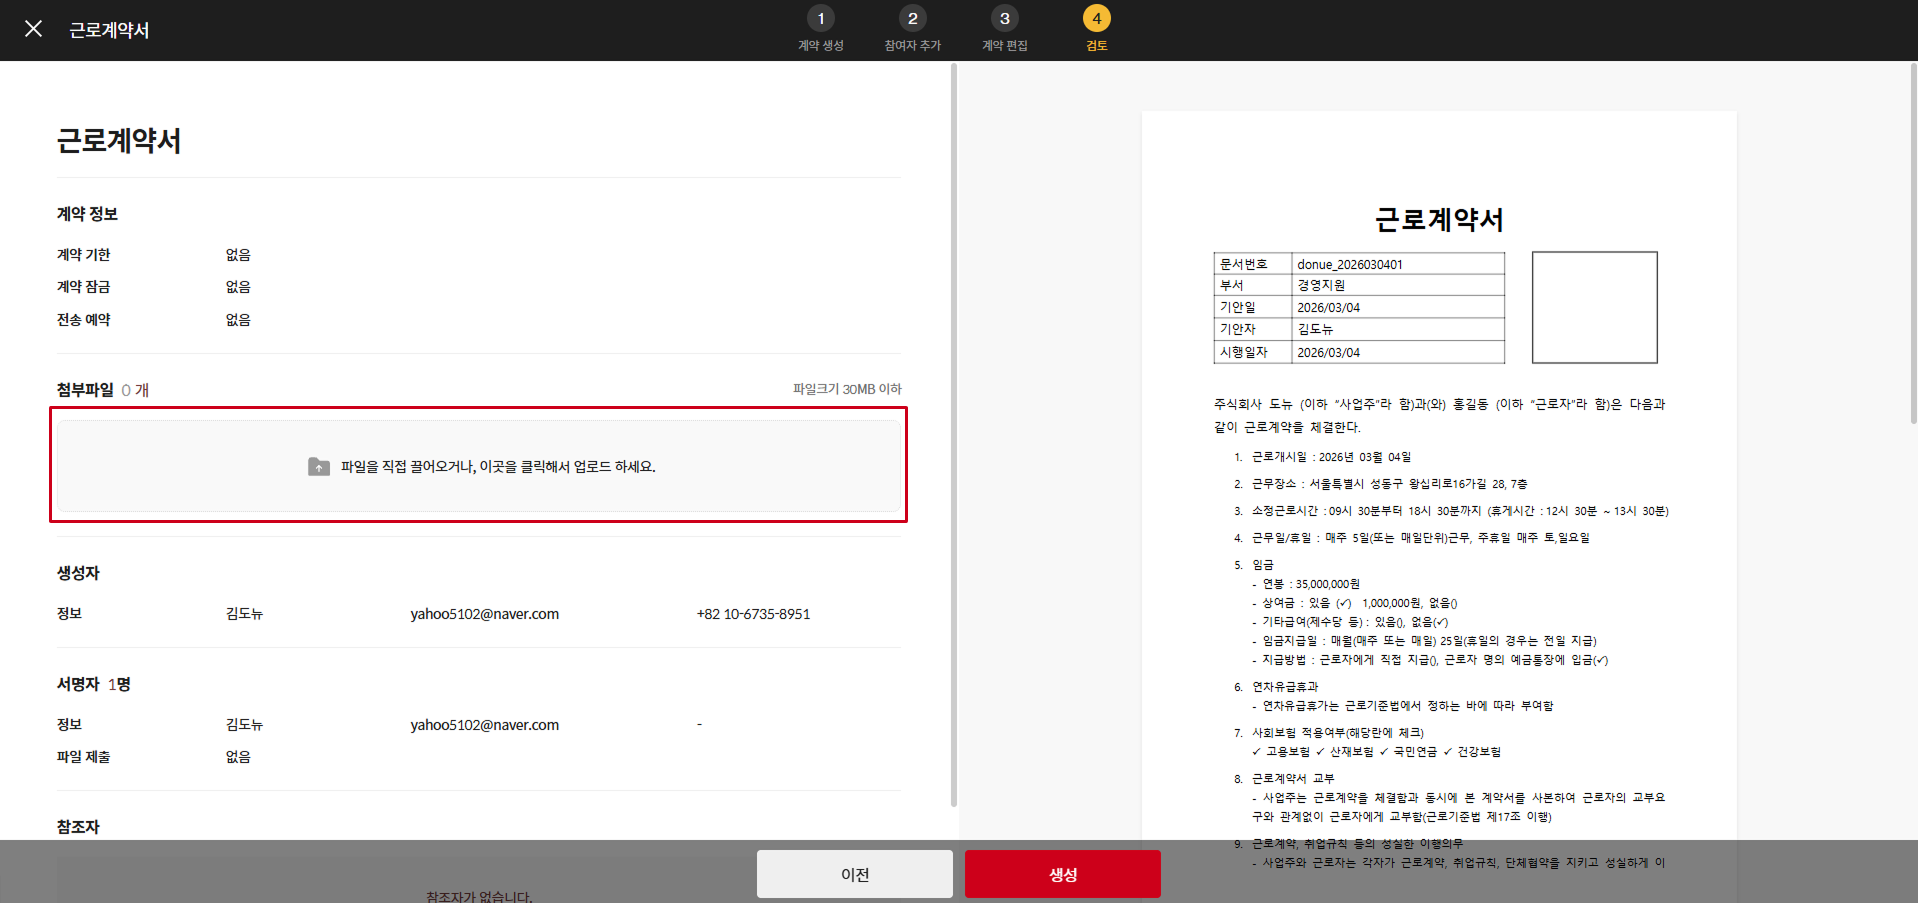 근로계약서
1
2
3
4
계약 생성
참여자 추가
계약 편집
검토
근로계약서
계약 정보
계약 기한 없음
계약 잠금 없음
전송 예약 없음
첨부파일 0 개 파일크기 30MB 이하
파일을 직접 끌어오거나, 이곳을 클릭해서 업로드 하세요.
생성자
정보 김도뉴 yahoo5102@naver.com +82 10-6735-8951
서명자 1명
정보 김도뉴 yahoo5102@naver.com -
파일 제출 없음
참조자
참조자가 없습니다.
이전
생성
근로계약서
문서번호 donue_2026030401
부서 경영지원
기안일 2026/03/04
기안자 김도뉴
시행일자 2026/03/04
주식회사 도뉴 (이하 “사업주”라 함)과(와) 홍길동 (이하 “근로자”라 함)은 다음과
같이 근로계약을 체결한다.
1. 근로개시일 : 2026년 03월 04일
2. 근무장소 : 서울특별시 성동구 왕십리로16가길 28, 7층
3. 소정근로시간 : 09시 30분부터 18시 30분까지 (휴게시간 : 12시 30분 ~ 13시 30분)
4. 근무일/휴일 : 매주 5일(또는 매일단위)근무, 주휴일 매주 토,일요일
5. 임금
- 연봉 : 35,000,000원
- 상여금 : 있음 (✓) 1,000,000원, 없음()
- 기타급여(제수당 등) : 있음(), 없음(✓)
- 임금지급일 : 매월(매주 또는 매일) 25일(휴일의 경우는 전일 지급)
- 지급방법 : 근로자에게 직접 지급(), 근로자 명의 예금통장에 입금(✓)
6. 연차유급휴과
- 연차유급휴가는 근로기준법에서 정하는 바에 따라 부여함
7. 사회보험 적용여부(해당란에 체크)
✓ 고용보험 ✓ 산재보험 ✓ 국민연금 ✓ 건강보험
8. 근로계약서 교부
- 사업주는 근로계약을 체결함과 동시에 본 계약서를 사본하여 근로자의 교부요
구와 관계없이 근로자에게 교부함(근로기준법 제17조 이행)
9. 근로계약, 취업규칙 등의 성실한 이행의무
- 사업주와 근로자는 각자가 근로계약, 취업규칙, 단체협약을 지키고 성실하게 이